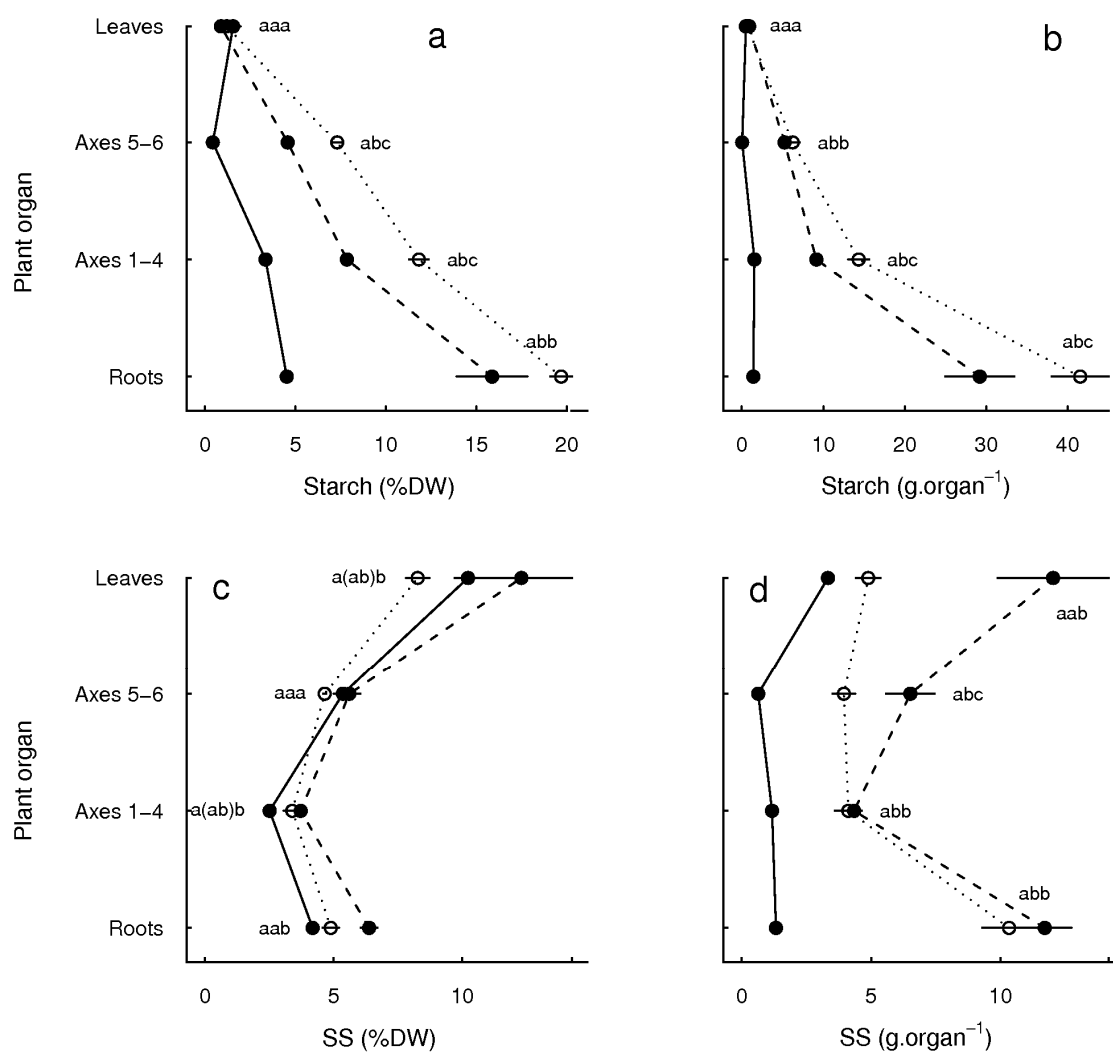 Leaves
aaa
a
Axes 5−6
abc
Axes 1−4
abc
abb
Roots
0 5 10 15 20
Starch (%DW)
Plant organ
aaa
b
abb
abc
abc
0 10 20 30 40
Starch (g.organ⁻¹)
Leaves
c
a(ab)b
Axes 5−6
aaa
Axes 1−4
a(ab)b
Roots
aab
0 5 10
SS (%DW)
Plant organ
d
aab
abc
abb
abb
0 5 10
SS (g.organ⁻¹)